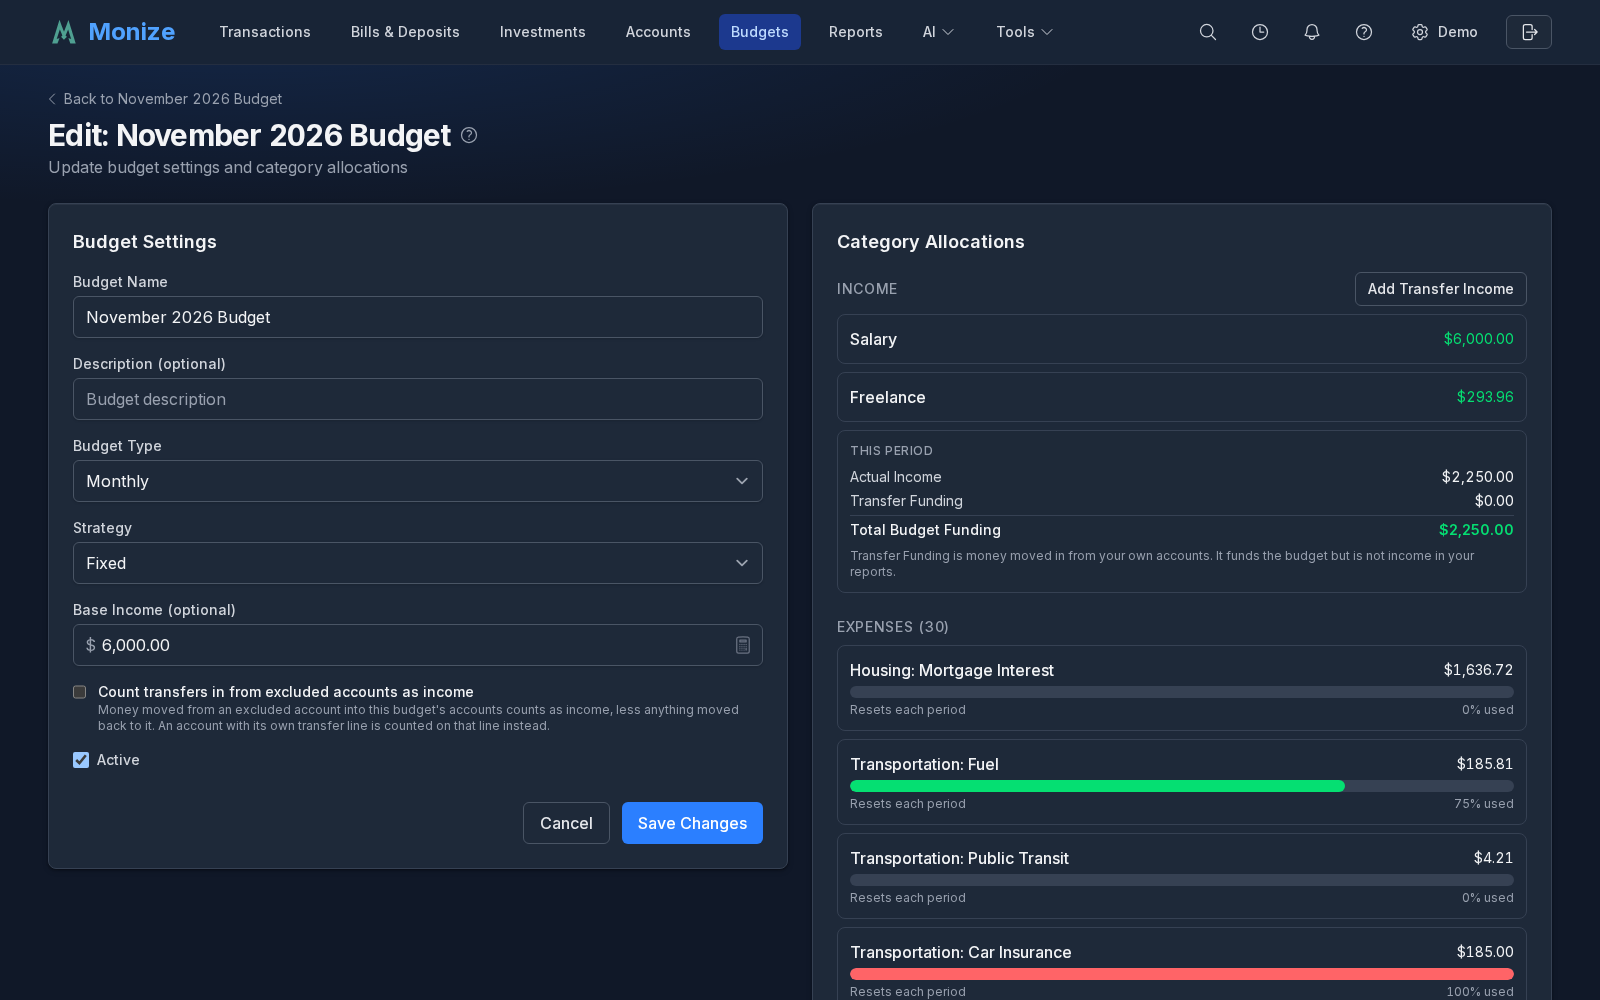 Monize
Transactions
Bills & Deposits
Investments
Accounts
Budgets
Reports
AI
Tools
Demo
Back to November 2026 Budget
Edit: November 2026 Budget
Update budget settings and category allocations
Budget Settings
Budget Name
November 2026 Budget
Description (optional)
Budget description
Budget Type
Monthly
Strategy
Fixed
Base Income (optional)
$ 6,000.00
Count transfers in from excluded accounts as income
Money moved from an excluded account into this budget's accounts counts as income, less anything moved
back to it. An account with its own transfer line is counted on that line instead.
Active
Cancel
Save Changes
Category Allocations
INCOME
Add Transfer Income
Salary
$6,000.00
Freelance
$293.96
THIS PERIOD
Actual Income
$2,250.00
Transfer Funding
$0.00
Total Budget Funding
$2,250.00
Transfer Funding is money moved in from your own accounts. It funds the budget but is not income in your
reports.
EXPENSES (30)
Housing: Mortgage Interest
$1,636.72
Resets each period
0% used
Transportation: Fuel
$185.81
Resets each period
75% used
Transportation: Public Transit
$4.21
Resets each period
0% used
Transportation: Car Insurance
$185.00
Resets each period
100% used